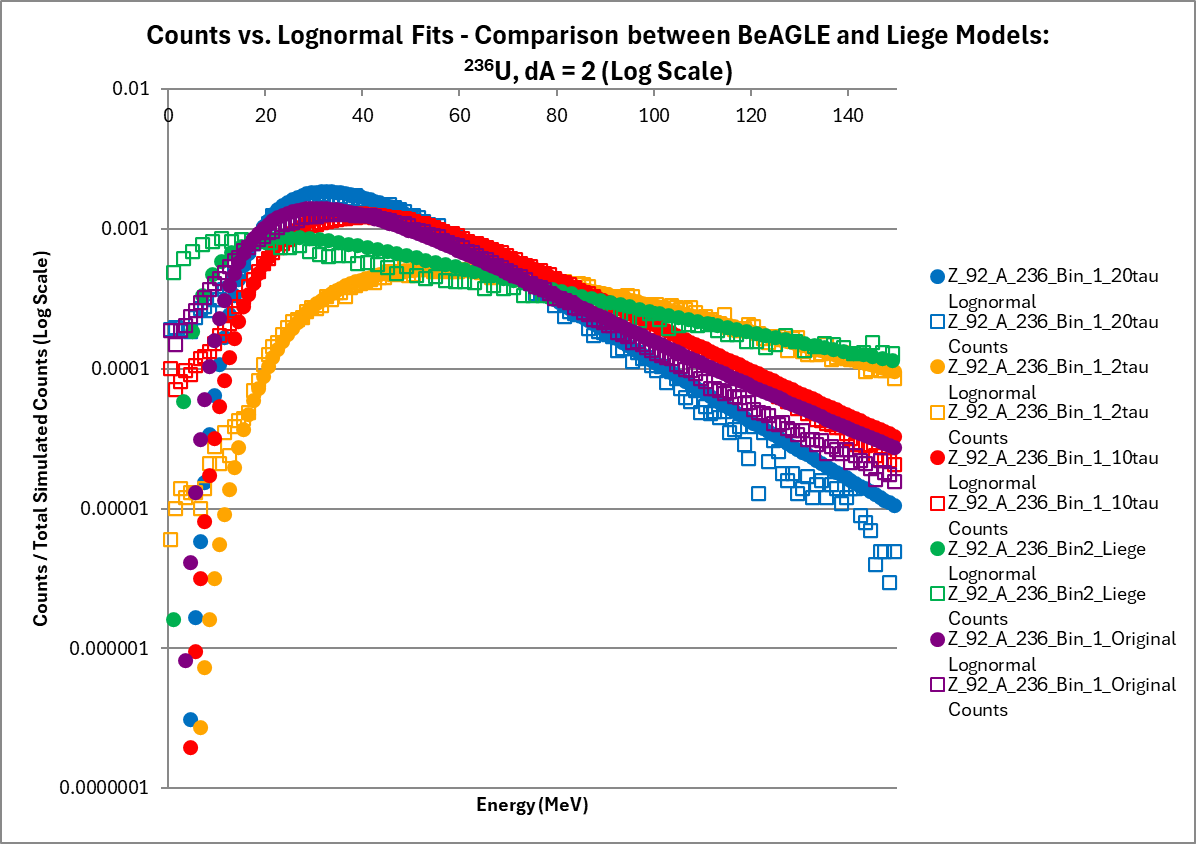 Counts vs. Lognormal Fits - Comparison between BeAGLE and Liege Models:
²³⁶U, dA = 2 (Log Scale)
0.01
0 20 40 60 80 100 120 140
0.001
0.0001
0.00001
0.000001
0.0000001
Counts / Total Simulated Counts (Log Scale)
Energy (MeV)
Z_92_A_236_Bin_1_20tau
Lognormal
Z_92_A_236_Bin_1_20tau
Counts
Z_92_A_236_Bin_1_2tau
Lognormal
Z_92_A_236_Bin_1_2tau
Counts
Z_92_A_236_Bin_1_10tau
Lognormal
Z_92_A_236_Bin_1_10tau
Counts
Z_92_A_236_Bin2_Liege
Lognormal
Z_92_A_236_Bin2_Liege
Counts
Z_92_A_236_Bin_1_Original
Lognormal
Z_92_A_236_Bin_1_Original
Counts